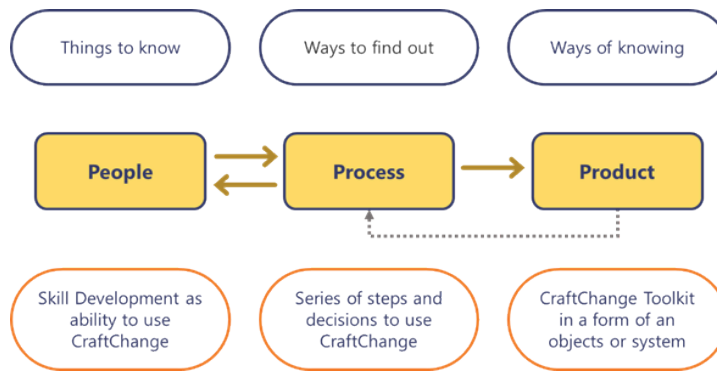 Things to know
Ways to find out
Ways of knowing
People
Process
Product
Skill Development as
ability to use
CraftChange
Series of steps and
decisions to use
CraftChange
CraftChange Toolkit
in a form of an
objects or system